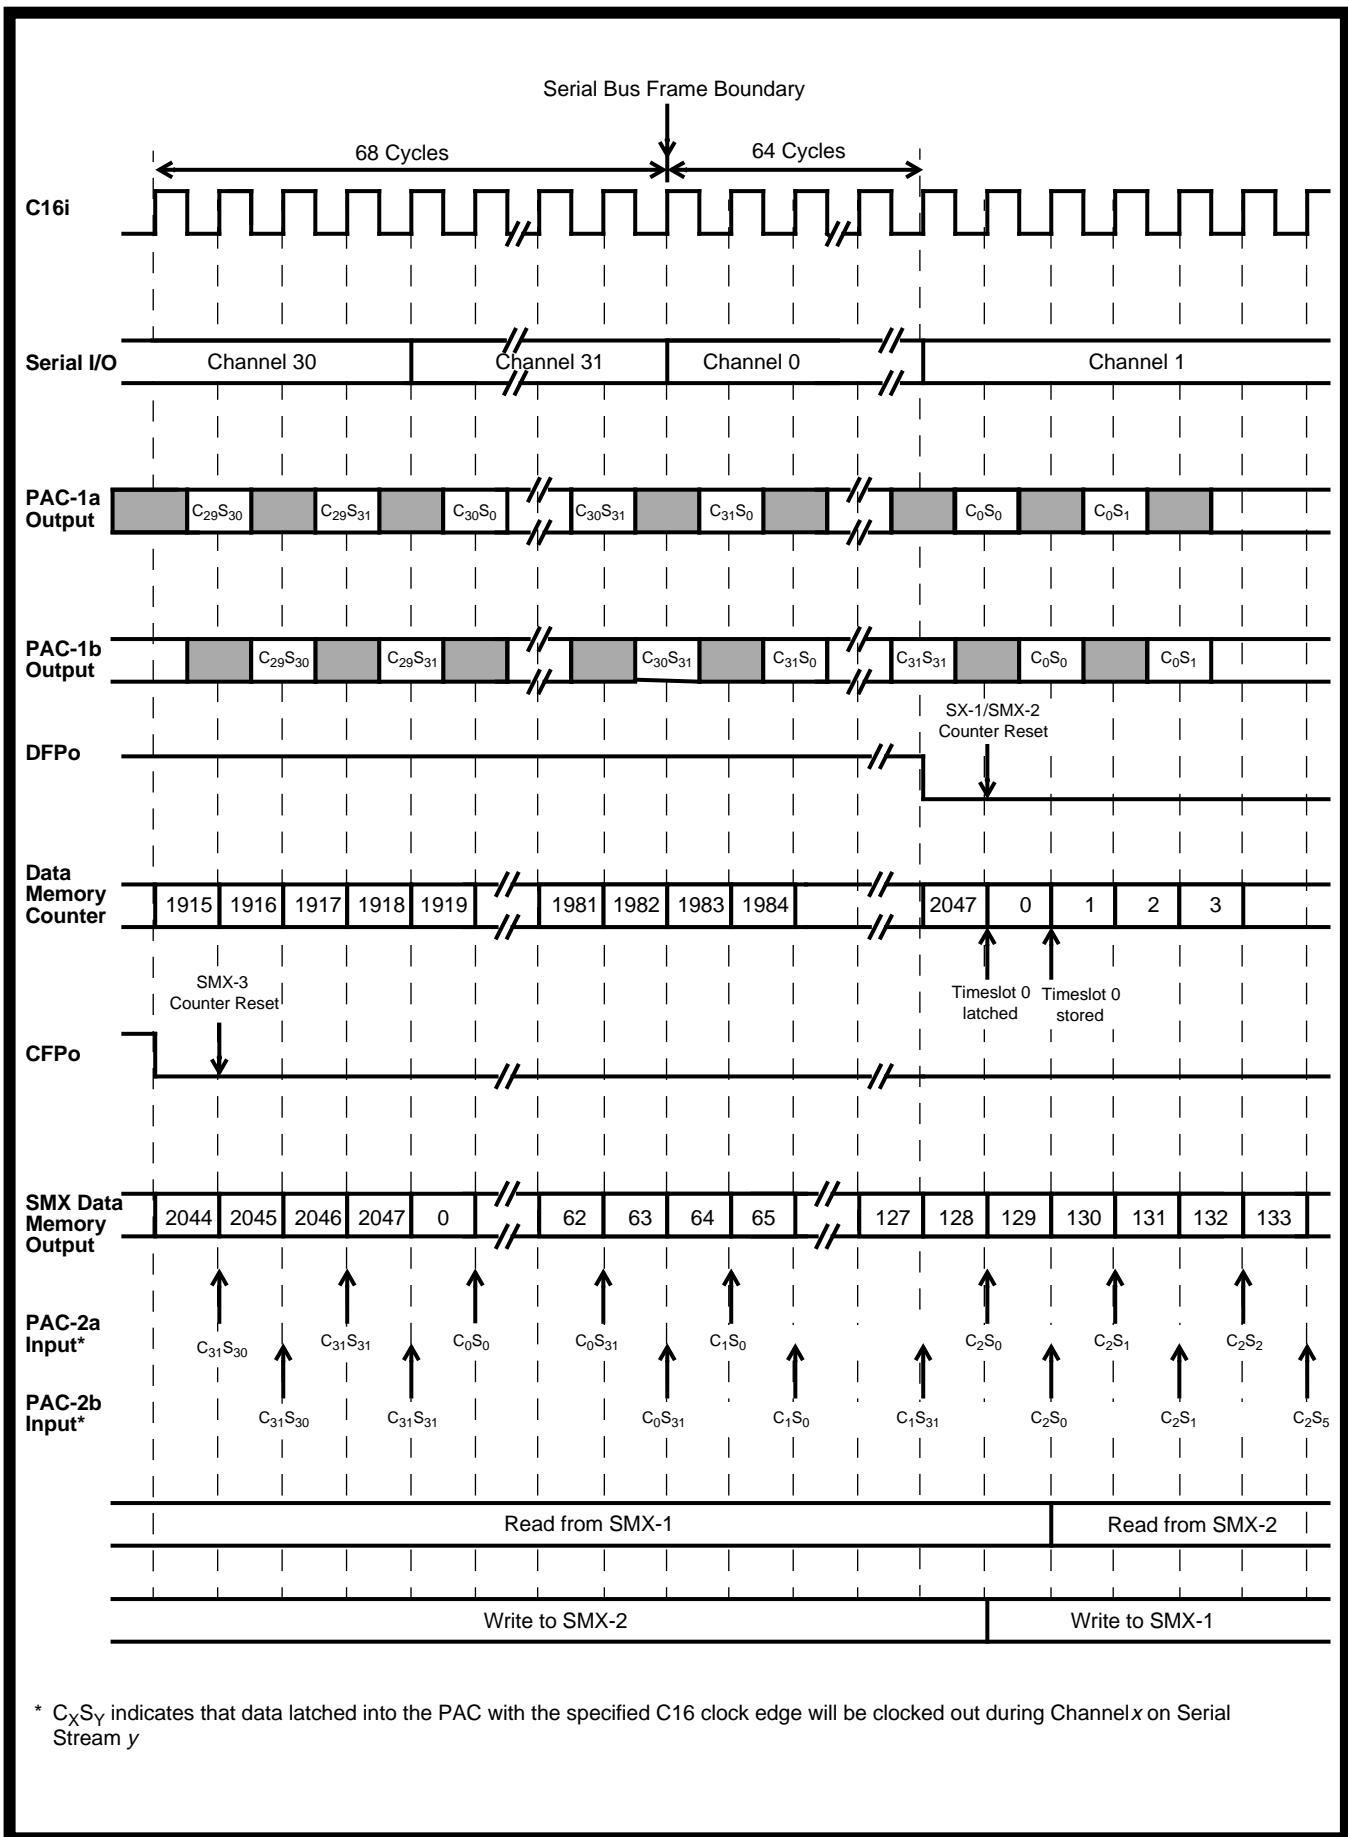 Serial Bus Frame Boundary
68 Cycles
64 Cycles
C16i
Serial I/O
Channel 30
Channel 31
Channel 0
Channel 1
PAC-1a
Output
C29S30
C29S31
C30S0
C30S31
C31S0
C0S0
C0S1
PAC-1b
Output
C29S30
C29S31
C30S31
C31S0
C31S31
C0S0
C0S1
SX-1/SMX-2
Counter Reset
DFPo
Data
Memory
Counter
1915 1916 1917 1918 1919 1981 1982 1983 1984 2047 0 1 2 3
SMX-3
Counter Reset
Timeslot 0
latched
Timeslot 0
stored
CFPo
SMX Data
Memory
Output
2044 2045 2046 2047 0 62 63 64 65 127 128 129 130 131 132 133
PAC-2a
Input*
C31S30
C31S31
C0S0
C0S31
C1S0
C2S0
C2S1
C2S2
PAC-2b
Input*
C31S30
C31S31
C0S31
C1S0
C1S31
C2S0
C2S1
C2S5
Read from SMX-1
Read from SMX-2
Write to SMX-2
Write to SMX-1
* CXSY indicates that data latched into the PAC with the specified C16 clock edge will be clocked out during Channel x on Serial
Stream y